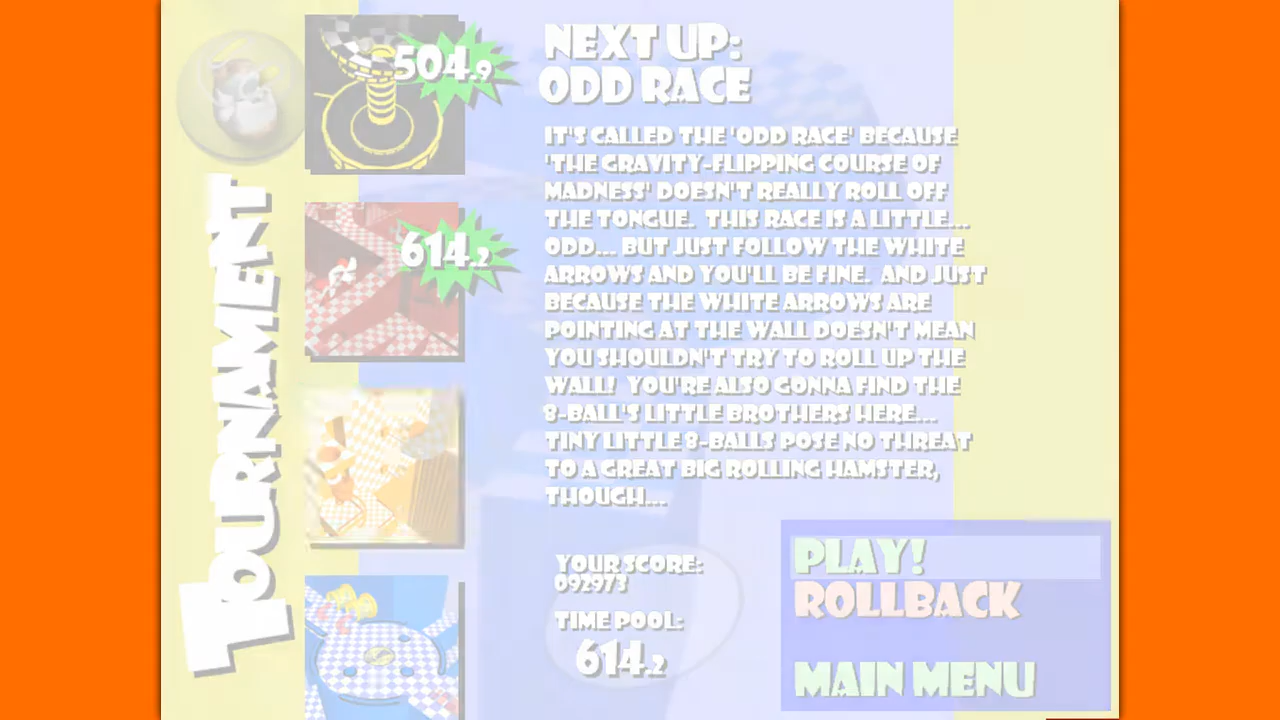 TOURNAMENT
504.9
614.2
NEXT UP:
ODD RACE
IT'S CALLED THE 'ODD RACE' BECAUSE
'THE GRAVITY-FLIPPING COURSE OF
MADNESS' DOESN'T REALLY ROLL OFF
THE TONGUE. THIS RACE IS A LITTLE...
ODD... BUT JUST FOLLOW THE WHITE
ARROWS AND YOU'LL BE FINE. AND JUST
BECAUSE THE WHITE ARROWS ARE
POINTING AT THE WALL DOESN'T MEAN
YOU SHOULDN'T TRY TO ROLL UP THE
WALL! YOU'RE ALSO GONNA FIND THE
8-BALL'S LITTLE BROTHERS HERE...
TINY LITTLE 8-BALLS POSE NO THREAT
TO A GREAT BIG ROLLING HAMSTER,
THOUGH...
YOUR SCORE:
092973
TIME POOL:
614.2
PLAY!
ROLLBACK
MAIN MENU